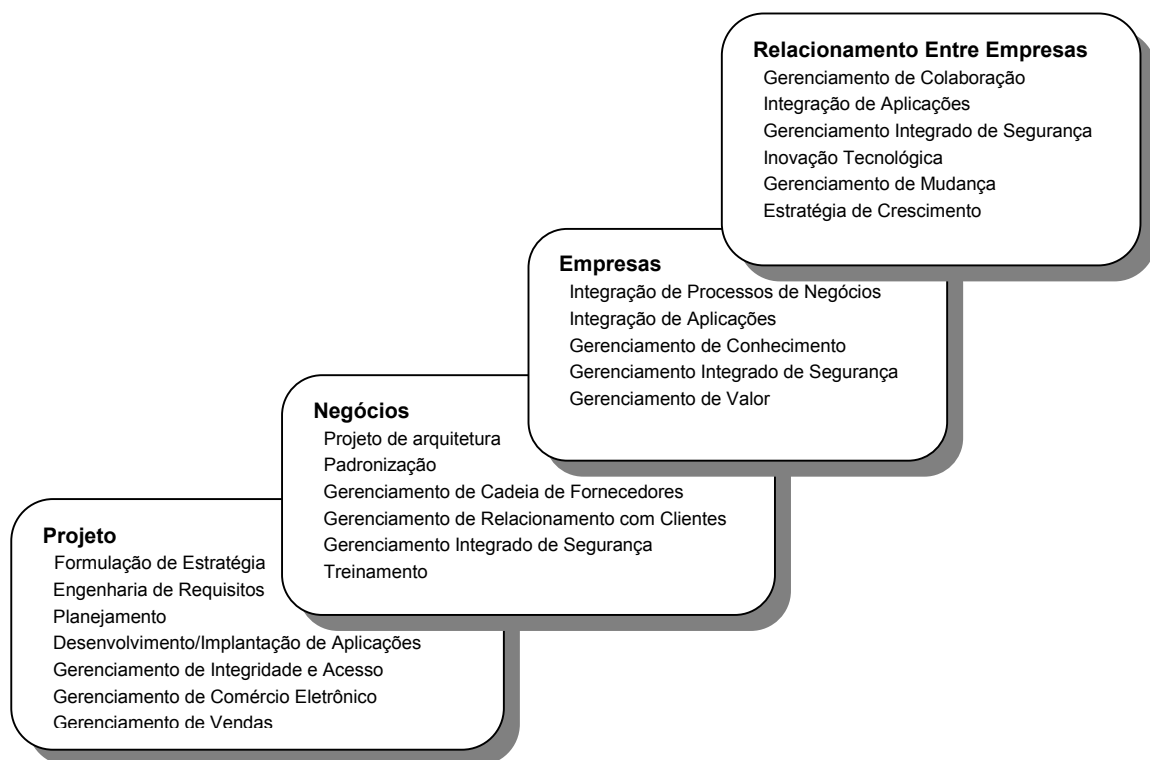 Relacionamento Entre Empresas
Gerenciamento de Colaboração
Integração de Aplicações
Gerenciamento Integrado de Segurança
Inovação Tecnológica
Gerenciamento de Mudança
Estratégia de Crescimento
Empresas
Integração de Processos de Negócios
Integração de Aplicações
Gerenciamento de Conhecimento
Gerenciamento Integrado de Segurança
Gerenciamento de Valor
Negócios
Projeto de arquitetura
Padronização
Gerenciamento de Cadeia de Fornecedores
Gerenciamento de Relacionamento com Clientes
Gerenciamento Integrado de Segurança
Treinamento
Projeto
Formulação de Estratégia
Engenharia de Requisitos
Planejamento
Desenvolvimento/Implantação de Aplicações
Gerenciamento de Integridade e Acesso
Gerenciamento de Comércio Eletrônico
Gerenciamento de Vendas